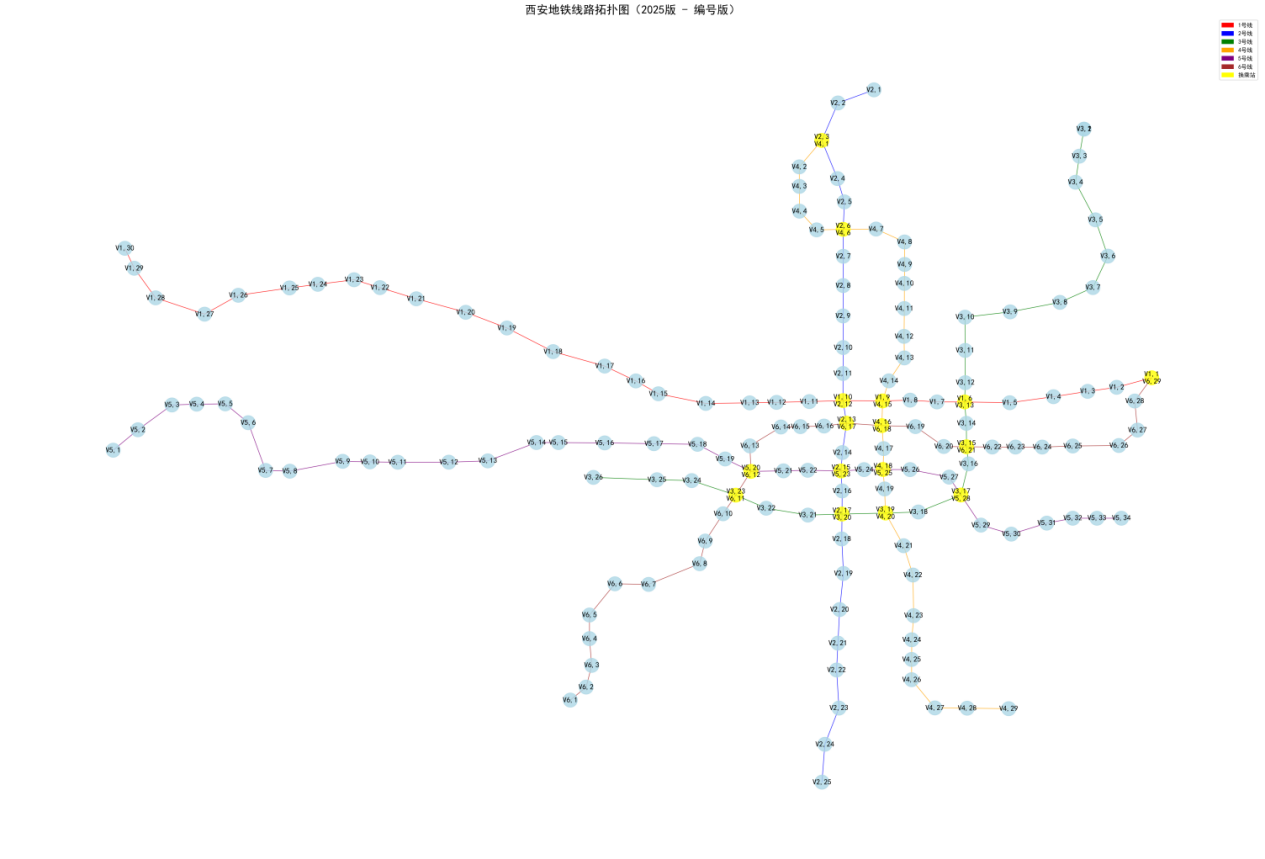 西安地铁线路拓扑图（2025版 - 编号版）
1号线
2号线
3号线
4号线
5号线
6号线
换乘站
V2, 1
V2, 2
V2, 3
V4, 1
V4, 2
V4, 3
V4, 4
V4, 5
V2, 4
V2, 5
V2, 6
V4, 6
V4, 7
V4, 8
V4, 9
V4, 10
V4, 11
V4, 12
V4, 13
V4, 14
V2, 7
V2, 8
V2, 9
V2, 10
V2, 11
V3, 3
V3, 4
V3, 5
V3, 6
V3, 7
V3, 8
V3, 9
V3, 10
V3, 11
V3, 12
V1, 30
V1, 29
V1, 28
V1, 27
V1, 26
V1, 25
V1, 24
V1, 23
V1, 22
V1, 21
V1, 20
V1, 19
V1, 18
V1, 17
V1, 16
V1, 15
V1, 14
V1, 13
V1, 12
V1, 11
V1, 10
V2, 12
V1, 9
V4, 15
V1, 8
V1, 7
V1, 6
V3, 13
V1, 5
V1, 4
V1, 3
V1, 2
V1, 1
V6, 29
V6, 28
V6, 27
V6, 26
V6, 25
V6, 24
V6, 23
V6, 22
V3, 14
V3, 15
V6, 21
V6, 20
V6, 19
V4, 16
V6, 18
V2, 13
V6, 17
V6, 16
V6, 15
V6, 14
V6, 13
V5, 1
V5, 2
V5, 3
V5, 4
V5, 5
V5, 6
V5, 7
V5, 8
V5, 9
V5, 10
V5, 11
V5, 12
V5, 13
V5, 14
V5, 15
V5, 16
V5, 17
V5, 18
V5, 19
V5, 20
V6, 12
V5, 21
V5, 22
V2, 14
V2, 15
V5, 23
V5, 24
V4, 17
V4, 18
V5, 25
V5, 26
V5, 27
V3, 16
V3, 17
V5, 28
V5, 29
V5, 30
V5, 31
V5, 32
V5, 33
V5, 34
V3, 26
V3, 25
V3, 24
V3, 23
V6, 11
V3, 22
V3, 21
V2, 16
V2, 17
V3, 20
V4, 19
V3, 19
V4, 20
V3, 18
V6, 10
V6, 9
V6, 8
V6, 7
V6, 6
V6, 5
V6, 4
V6, 3
V6, 2
V6, 1
V2, 18
V2, 19
V2, 20
V2, 21
V2, 22
V2, 23
V2, 24
V2, 25
V4, 21
V4, 22
V4, 23
V4, 24
V4, 25
V4, 26
V4, 27
V4, 28
V4, 29